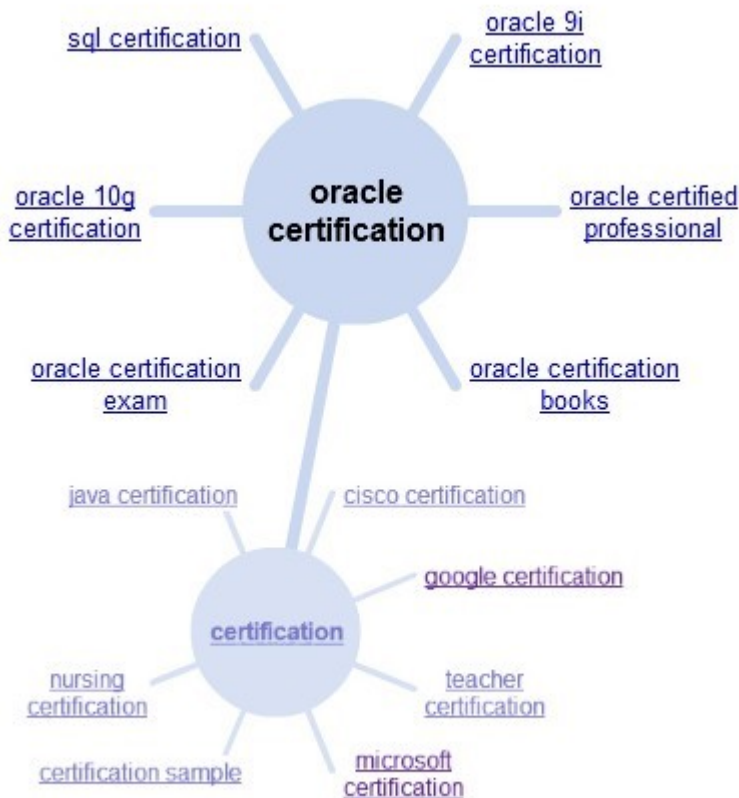 sql certification
oracle 9i
certification
oracle 10g
certification
oracle
certification
oracle certified
professional
oracle certification
exam
oracle certification
books
java certification
cisco certification
google certification
certification
nursing
certification
teacher
certification
certification sample
microsoft
certification